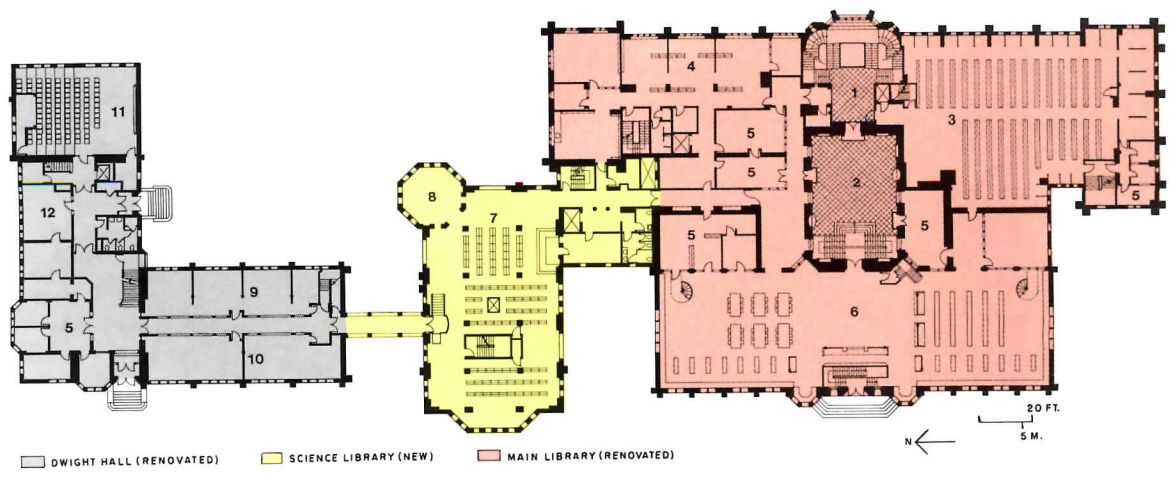 1
4
11
3
5
5
2
8
7
12
5
5
5
9
6
5
10
20 FT.
5 M.
N
DWIGHT HALL (RENOVATED)
SCIENCE LIBRARY (NEW)
MAIN LIBRARY (RENOVATED)